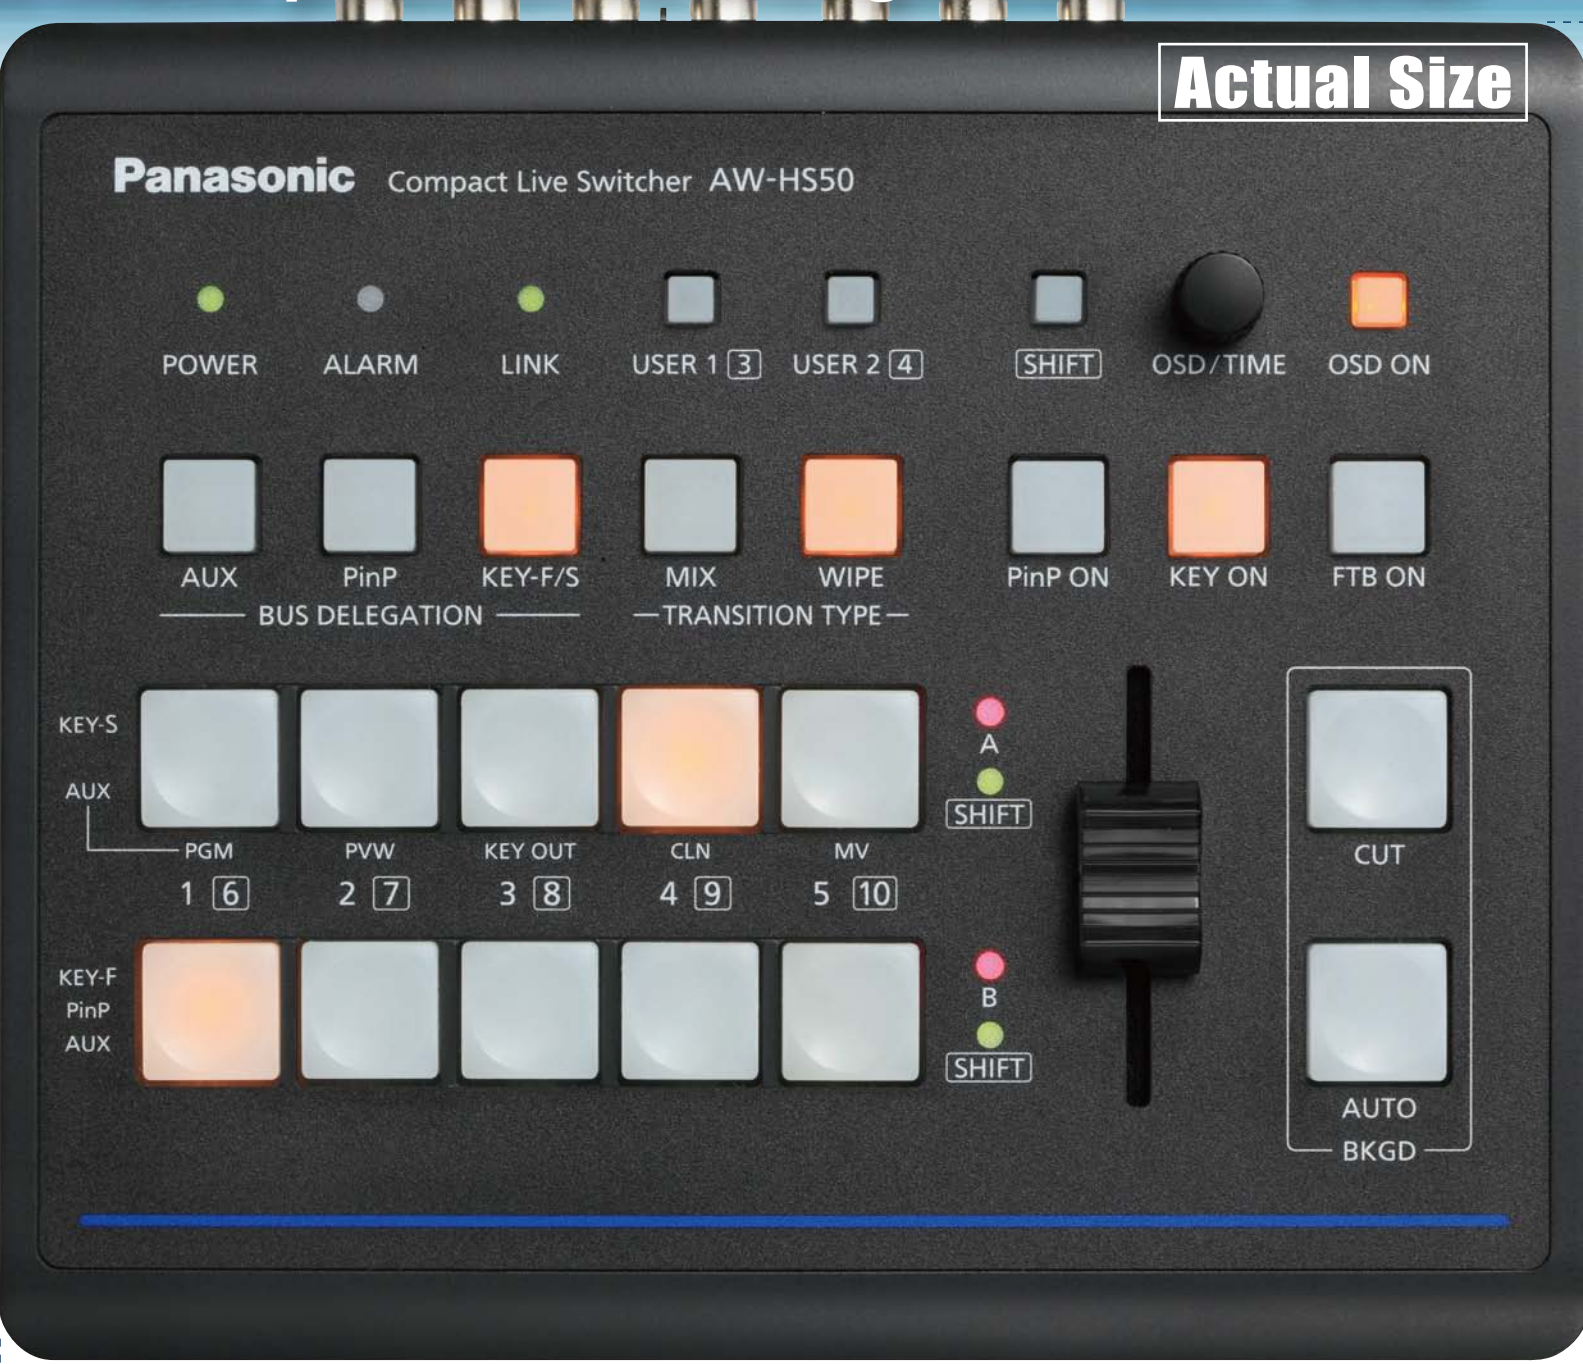 Actual Size
Panasonic Compact Live Switcher AW-HS50
POWER ALARM LINK USER 1 3 USER 2 4 SHIFT OSD/TIME OSD ON
AUX PinP KEY-F/S MIX WIPE PinP ON KEY ON FTB ON
BUS DELEGATION TRANSITION TYPE
KEY-S
A
AUX
SHIFT
PGM PVW KEY OUT CLN MV
CUT
1 6 2 7 3 8 4 9 5 10
KEY-F
PinP
B
AUX
SHIFT
AUTO
BKGD